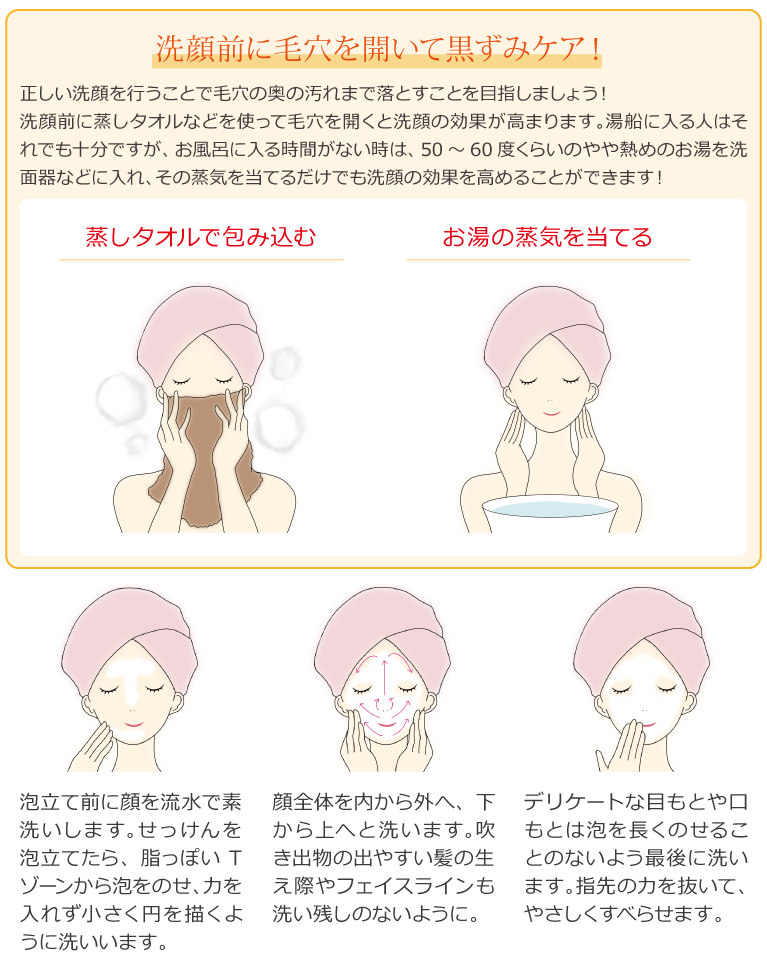 洗顔前に毛穴を開いて黒ずみケア！
正しい洗顔を行うことで毛穴の奥の汚れまで落とすことを目指しましょう！
洗顔前に蒸しタオルなどを使って毛穴を開くと洗顔の効果が高まります。湯船に入る人はそ
れでも十分ですが、お風呂に入る時間がない時は、50 〜 60 度くらいのやや熱めのお湯を洗
面器などに入れ、その蒸気を当てるだけでも洗顔の効果を高めることができます！
蒸しタオルで包み込む
お湯の蒸気を当てる
泡立て前に顔を流水で素
洗いします。せっけんを
泡立てたら、脂っぽい T
ゾーンから泡をのせ、力を
入れず小さく円を描くよ
うに洗いいます。
顔全体を内から外へ、下
から上へと洗います。吹
き出物の出やすい髪の生
え際やフェイスラインも
洗い残しのないように。
デリケートな目もとや口
もとは泡を長くのせるこ
とのないよう最後に洗い
ます。指先の力を抜いて、
やさしくすべらせます。